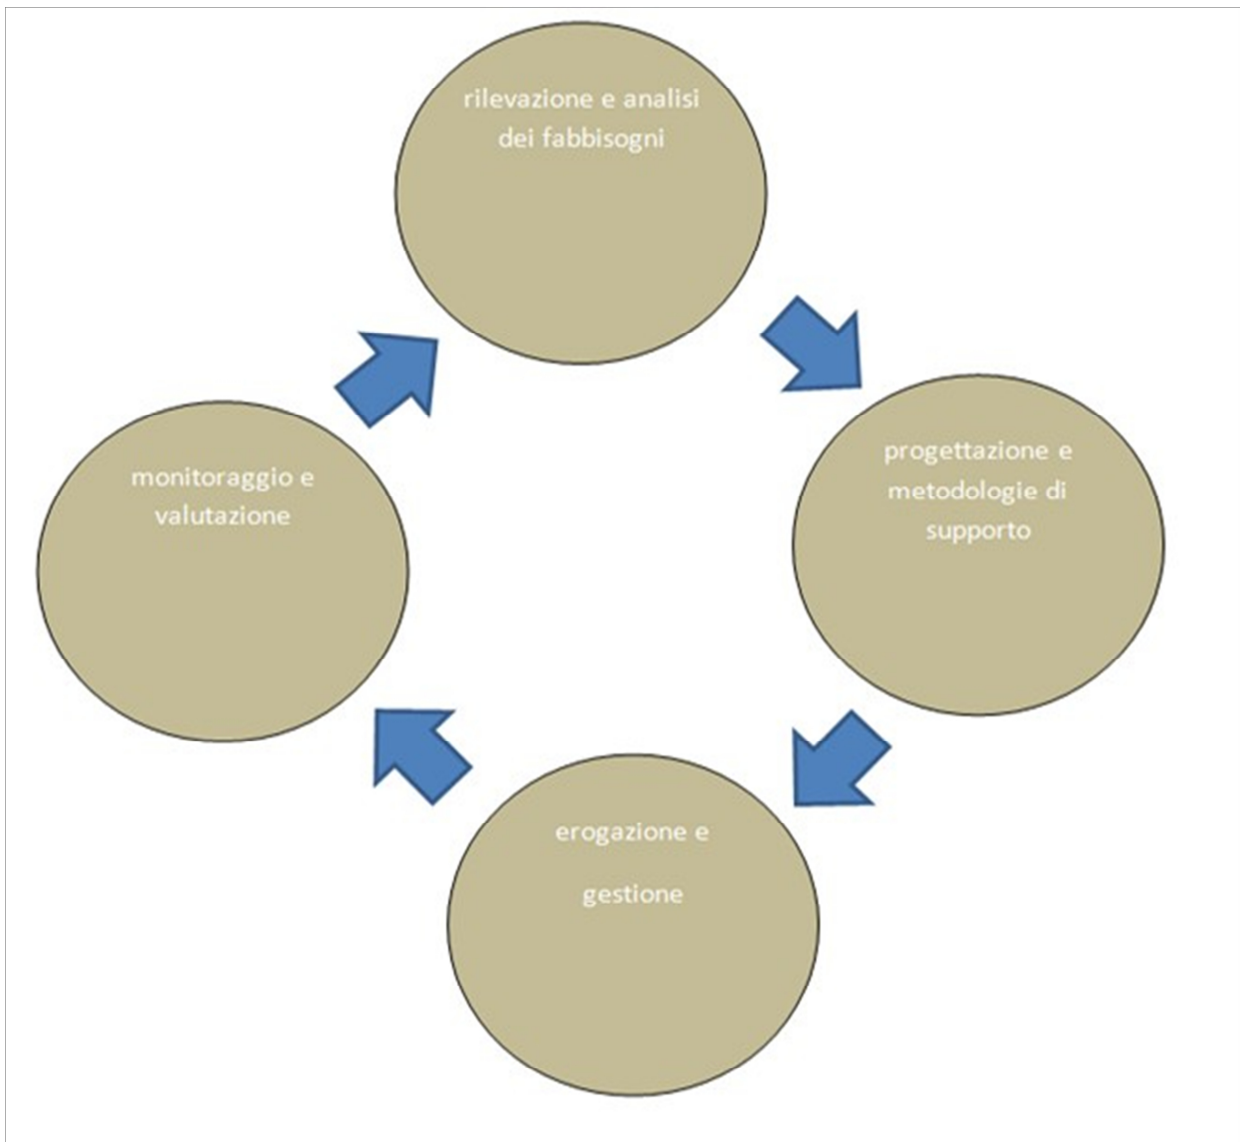 rilevazione e analisi
dei fabbisogni
progettazione e
metodologie di
supporto
erogazione e
gestione
monitoraggio e
valutazione